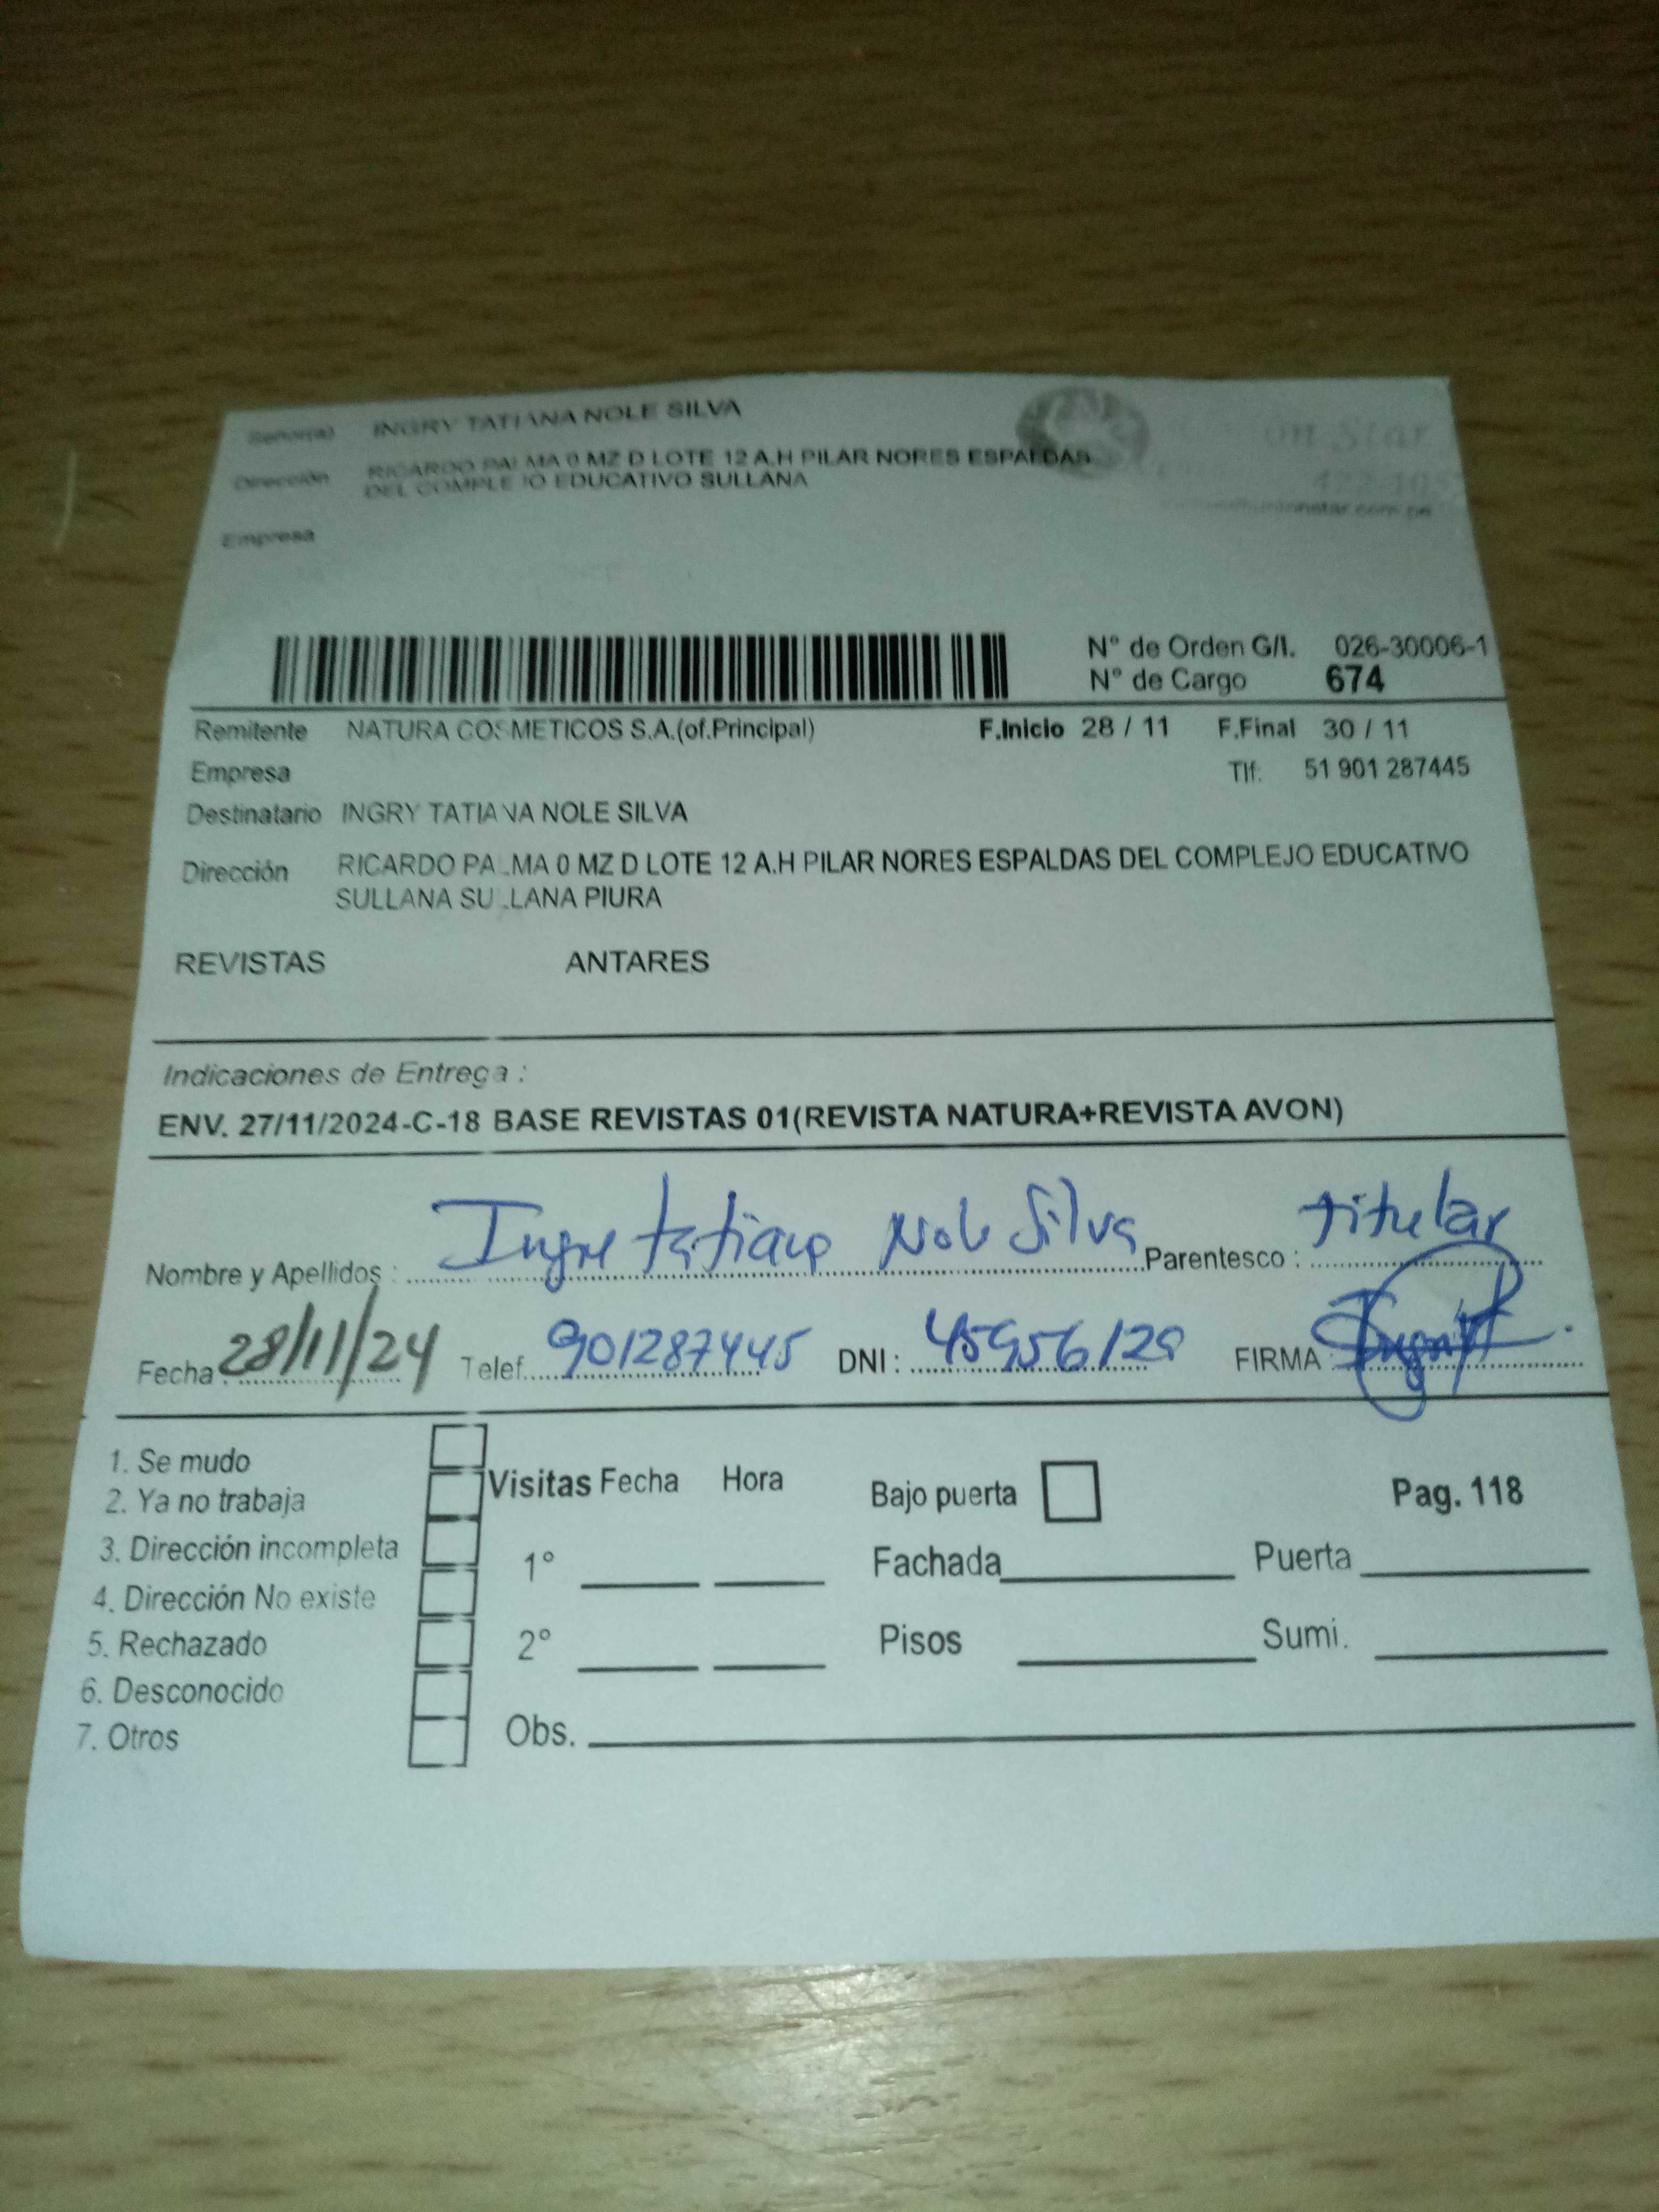 Señor(a) INGRY TATIANA NOLE SILVA
on Star
Dirección RICARDO PALMA 0 MZ D LOTE 12 A.H PILAR NORES ESPALDAS
DEL COMPLEJO EDUCATIVO SULLANA
Empresa
N° de Orden G/I. 026-30006-1
N° de Cargo 674
Remitente NATURA COSMETICOS S.A.(of.Principal) F.Inicio 28 / 11 F.Final 30 / 11
Empresa Tlf: 51 901 287445
Destinatario INGRY TATIANA NOLE SILVA
Dirección RICARDO PALMA 0 MZ D LOTE 12 A.H PILAR NORES ESPALDAS DEL COMPLEJO EDUCATIVO
SULLANA SULLANA PIURA
REVISTAS ANTARES
Indicaciones de Entrega :
ENV. 27/11/2024-C-18 BASE REVISTAS 01(REVISTA NATURA+REVISTA AVON)
Nombre y Apellidos : tatiana Nole Silva Parentesco : titular
Fecha : 28/11/24 Telef. 901287445 DNI : FIRMA
1. Se mudo
2. Ya no trabaja
3. Dirección incompleta
4. Dirección No existe
5. Rechazado
6. Desconocido
7. Otros
Visitas Fecha Hora
1°
2°
Obs.
Bajo puerta Pag. 118
Fachada Puerta
Pisos Sumi.